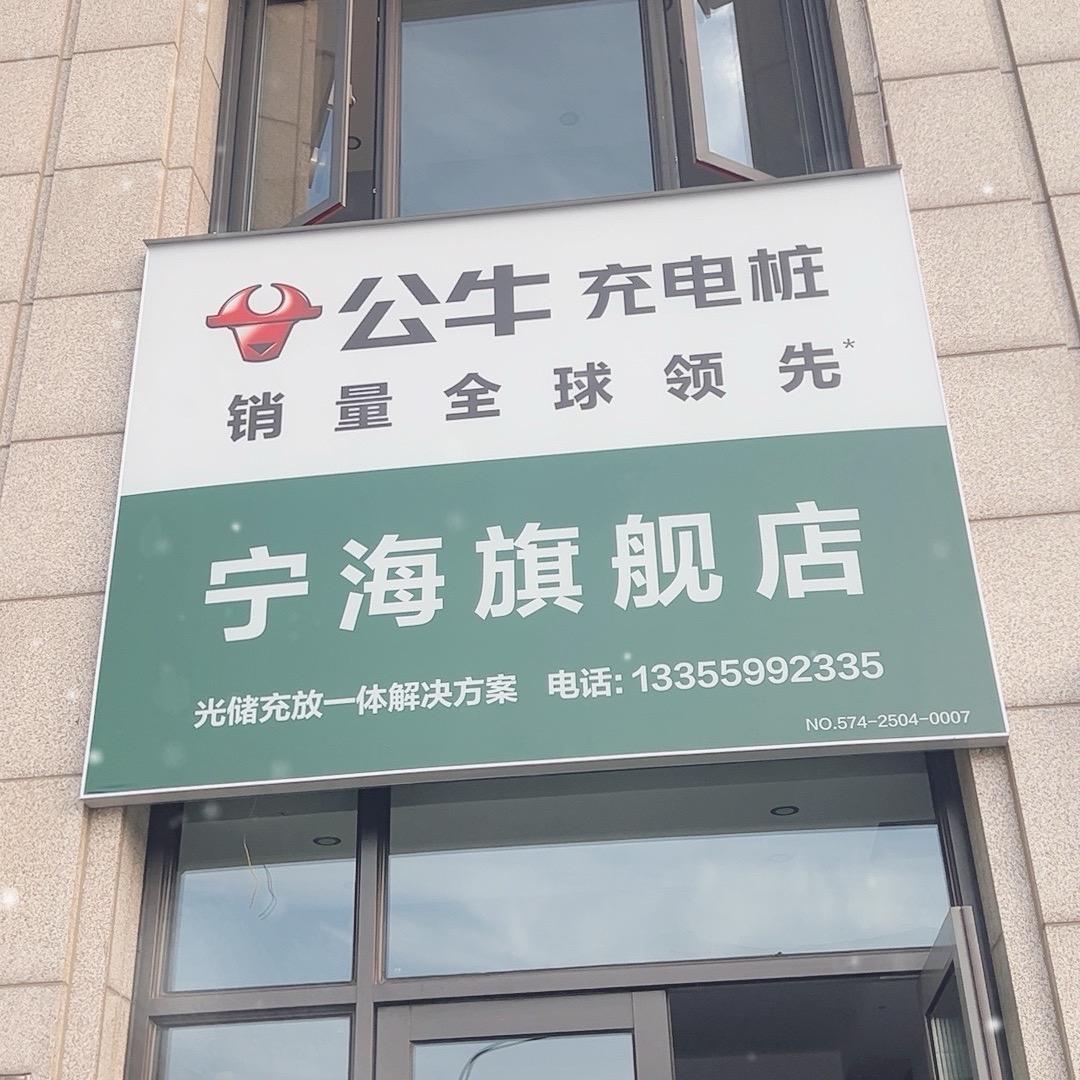 公牛 充电桩
销量全球领先*
宁海旗舰店
光储充放一体解决方案 电话: 13355992335
NO.574-2504-0007